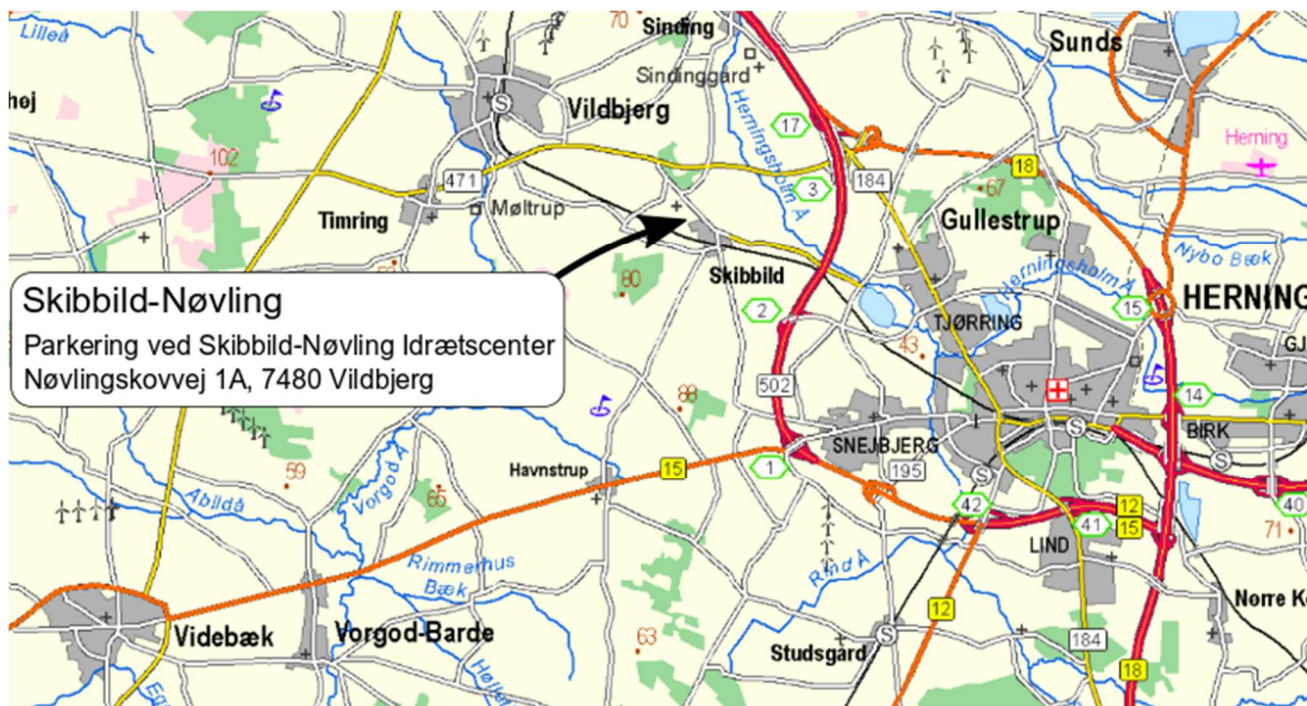 Lilleå
70
Sinding
Sunds
Sindinggård
høj
Vildbjerg
S
Herningsholm Å
17
Herning
102
18
471
3
184
67
Timring
Møltrup
Gullestrup
Nybo Bæk
Skibbild
80
Herningsholm Å
Skibbild-Nøvling
Parkering ved Skibbild-Nøvling Idrætscenter
Nøvlingskovvej 1A, 7480 Vildbjerg
2
15
HERNING
TJØRRING
43
GJ
502
88
14
SNEJBJERG
S
BIRK
59
Havnstrup
15
1
195
S
S
Vorgod Å
65
Abildå
42
12
40
41
15
71
LIND
Rimmerhus
Bæk
Rind Å
12
Nørre K
Videbæk
Vorgod-Barde
63
Studsgård
S
184
18